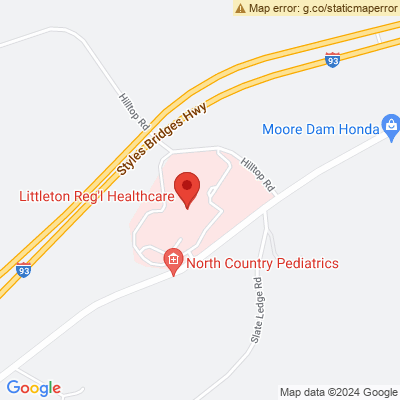 Map error: g.co/staticmaperror
93
Hilltop Rd
Styles Bridges Hwy
Moore Dam Honda
Hilltop Rd
Littleton Reg'l Healthcare
North Country Pediatrics
93
Slate Ledge Rd
Google
Map data ©2024 Google